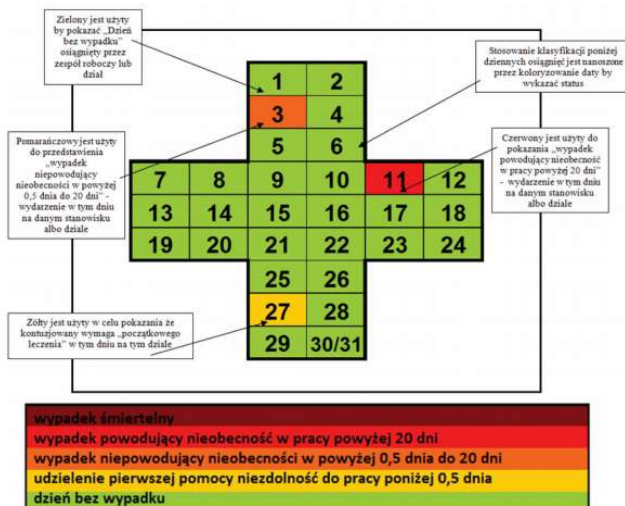 Zielony jest użyty
by pokazać „Dzień
bez wypadku”
osiągnięty przez
zespół roboczy lub
dział
Stosowanie klasyfikacji poniżej
dziennych osiągnięć jest nanoszone
przez koloryzowanie daty by
wykazać status
Pomarańczowy jest użyty
do przedstawienia
„wypadek
niepowodujący
nieobecności w powyżej
0,5 dnia do 20 dni” -
wydarzenie w tym dniu
na danym stanowisku
albo dziale
Czerwony jest użyty do
pokazania „wypadek
powodujący nieobecność
w pracy powyżej 20 dni”
- wydarzenie w tym dniu
na danym stanowisku
albo dziale
1 2
3 4
5 6
7 8 9 10 11 12
13 14 15 16 17 18
19 20 21 22 23 24
25 26
27 28
29 30/31
Żółty jest użyty w celu pokazania że
kontuzjowany wymaga „początkowego
leczenia” w tym dniu na tym dziale
wypadek śmiertelny
wypadek powodujący nieobecność w pracy powyżej 20 dni
wypadek niepowodujący nieobecności w powyżej 0,5 dnia do 20 dni
udzielenie pierwszej pomocy niezdolność do pracy poniżej 0,5 dnia
dzień bez wypadku